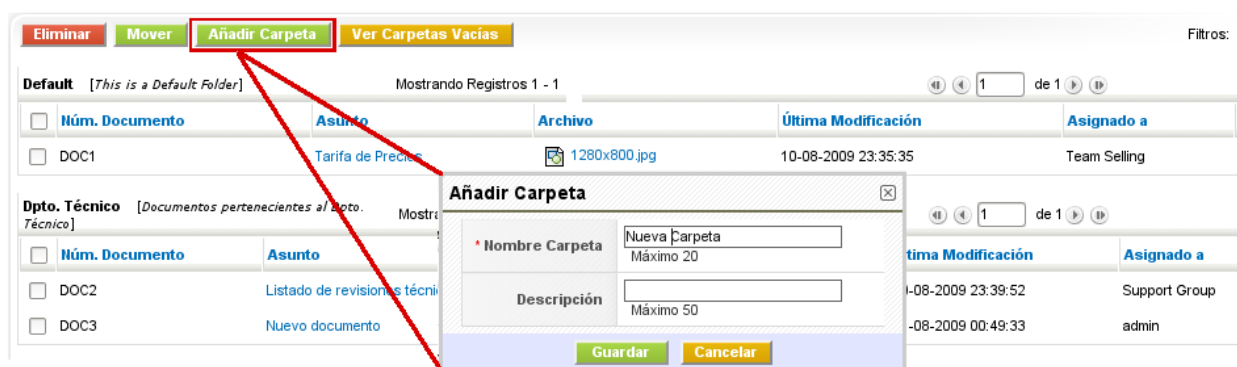 Eliminar Mover Añadir Carpeta Ver Carpetas Vacías Filtros:
Default [This is a Default Folder] Mostrando Registros 1 - 1 1 de 1
Núm. Documento Asunto Archivo Última Modificación Asignado a
DOC1 Tarifa de Precios 1280x800.jpg 10-08-2009 23:35:35 Team Selling
Dpto. Técnico [Documentos pertenecientes al Dpto.
Técnico]
1 de 1
Núm. Documento Asunto Modificación Asignado a
DOC2 Listado de revisiones -08-2009 23:39:52 Support Group
DOC3 Nuevo documento -08-2009 00:49:33 admin
Añadir Carpeta
* Nombre Carpeta Nueva Carpeta
Máximo 20
Descripción
Máximo 50
Guardar Cancelar